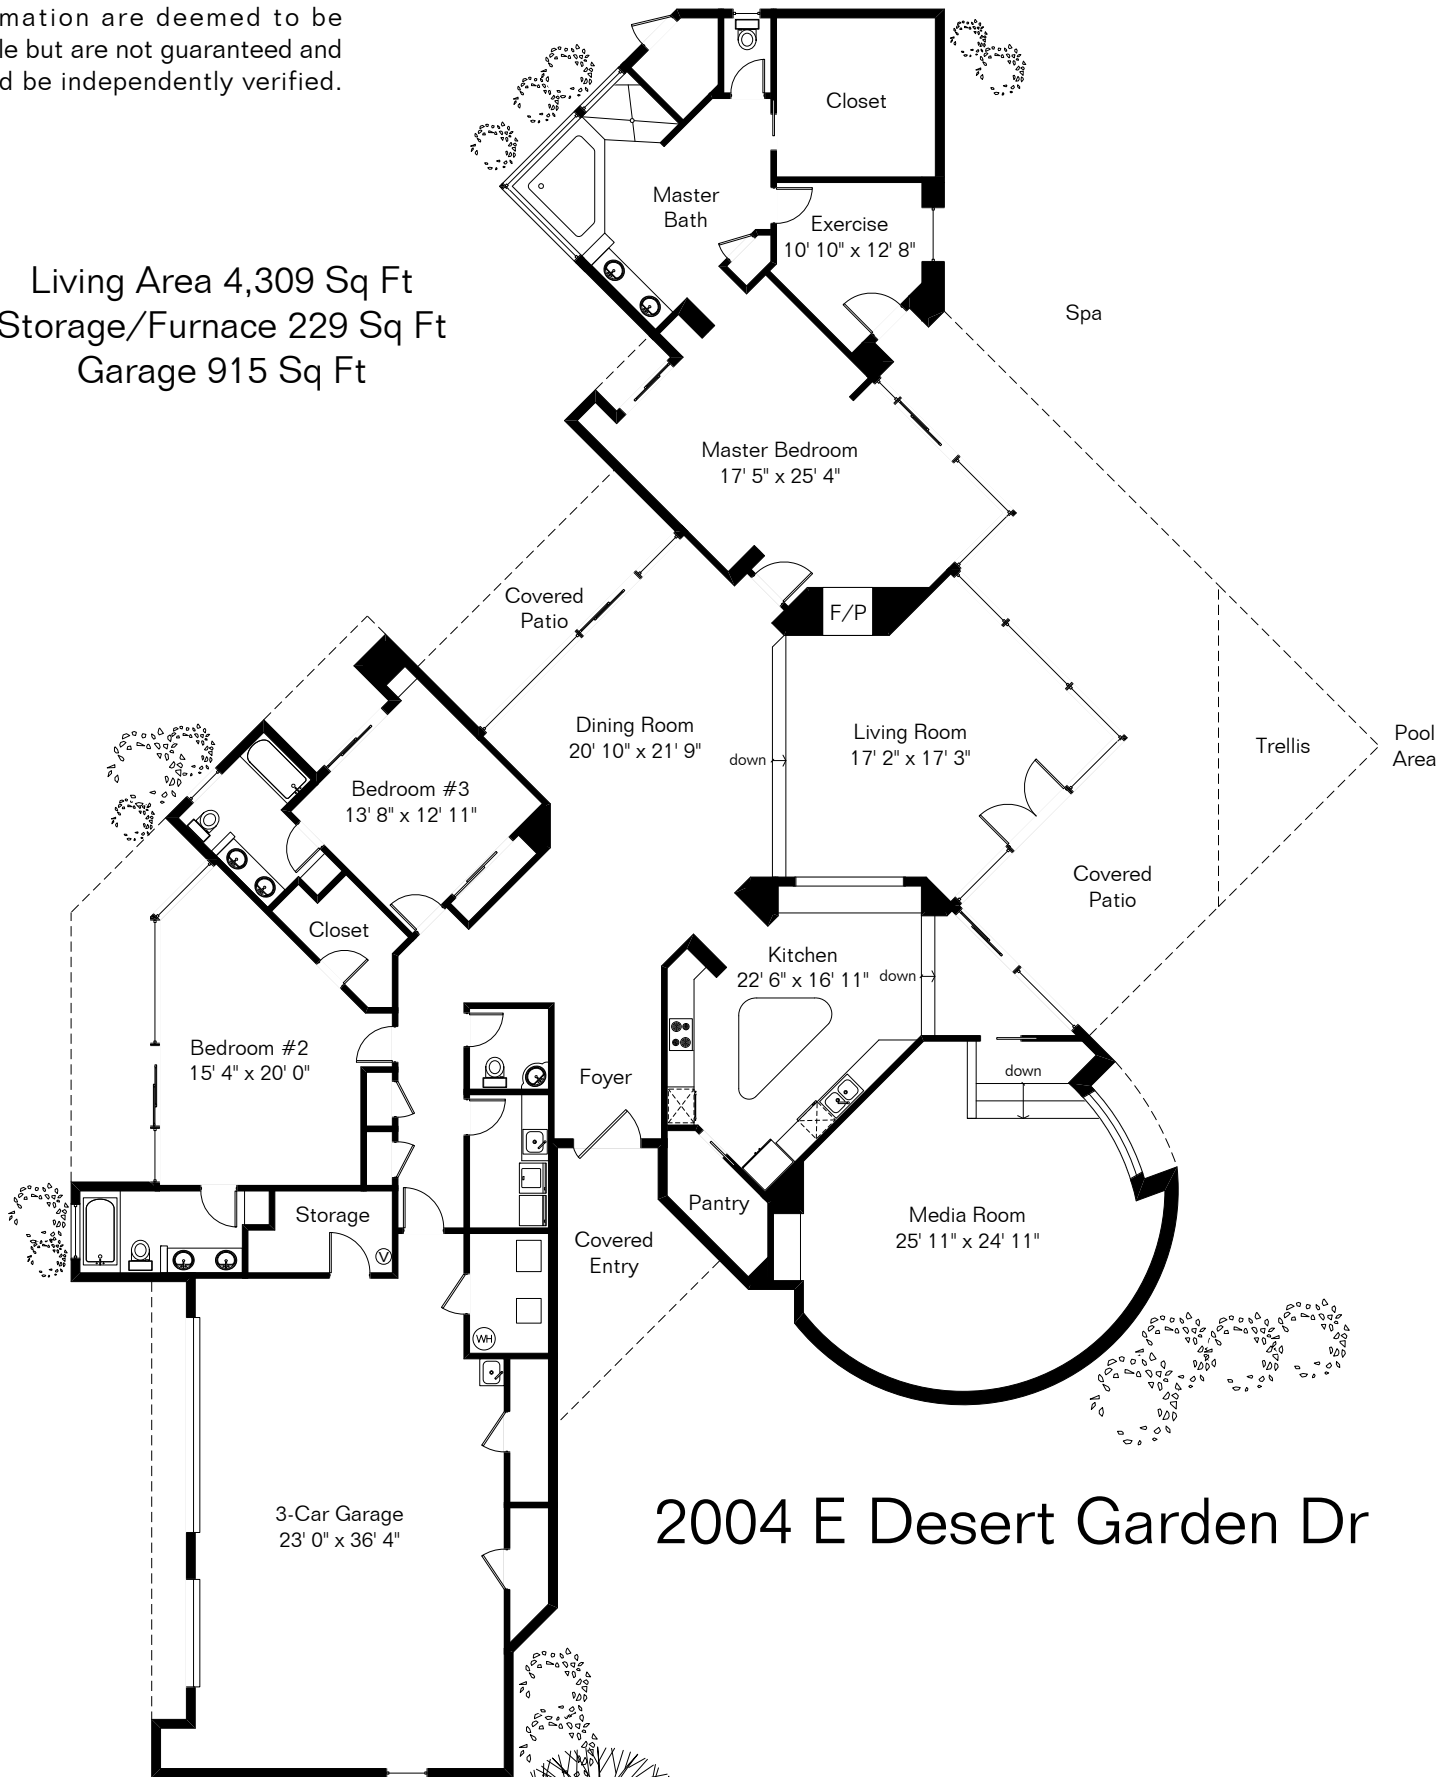 mation are deemed to be
le but are not guaranteed and
d be independently verified.
Living Area 4,309 Sq Ft
Storage/Furnace 229 Sq Ft
Garage 915 Sq Ft
Closet
Master
Bath
Exercise
10' 10" x 12' 8"
Spa
Master Bedroom
17' 5" x 25' 4"
Covered
Patio
F/P
Dining Room
20' 10" x 21' 9"
down
Living Room
17' 2" x 17' 3"
Trellis
Pool
Area
Bedroom #3
13' 8" x 12' 11"
Covered
Patio
Closet
Kitchen
22' 6" x 16' 11"
down
Bedroom #2
15' 4" x 20' 0"
Foyer
down
Storage
V
Pantry
Media Room
25' 11" x 24' 11"
Covered
Entry
WH
3-Car Garage
23' 0" x 36' 4"
2004 E Desert Garden Dr